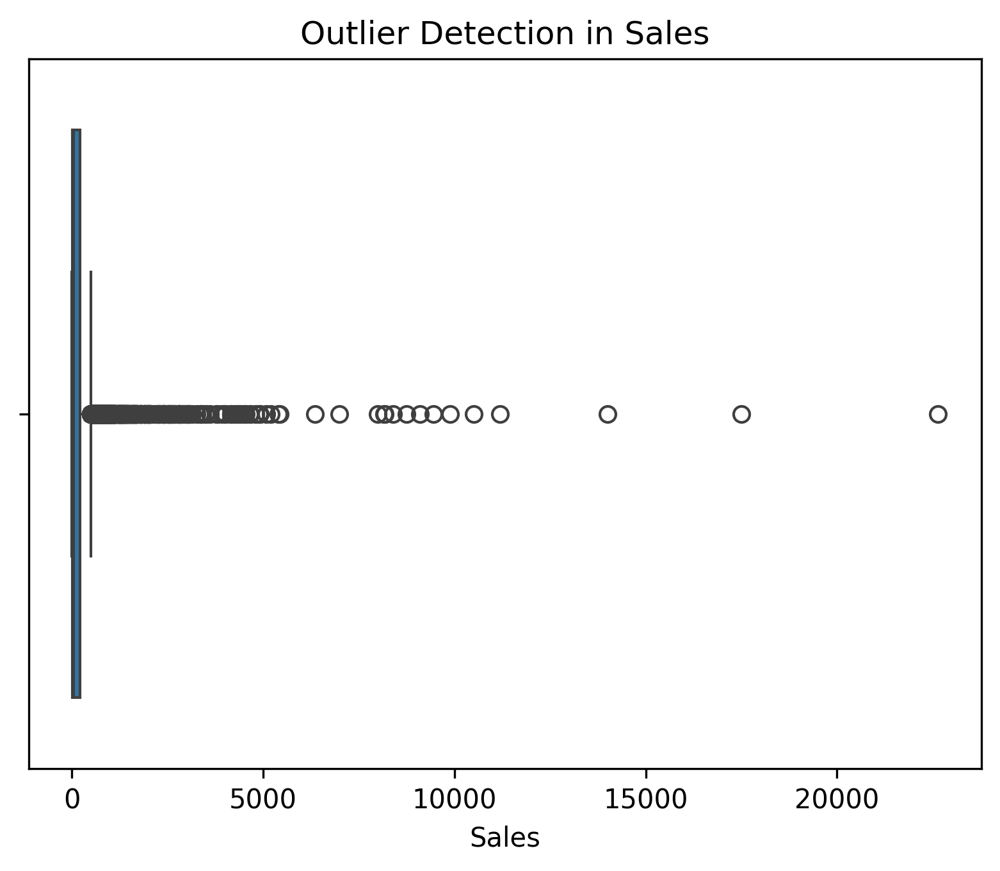 Outlier Detection in Sales
0 5000 10000 15000 20000
Sales